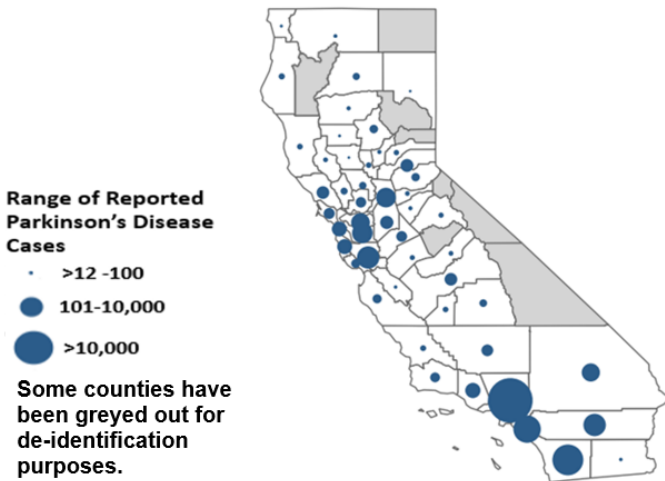 Range of Reported
Parkinson's Disease
Cases
>12 -100
101-10,000
>10,000
Some counties have
been greyed out for
de-identification
purposes.